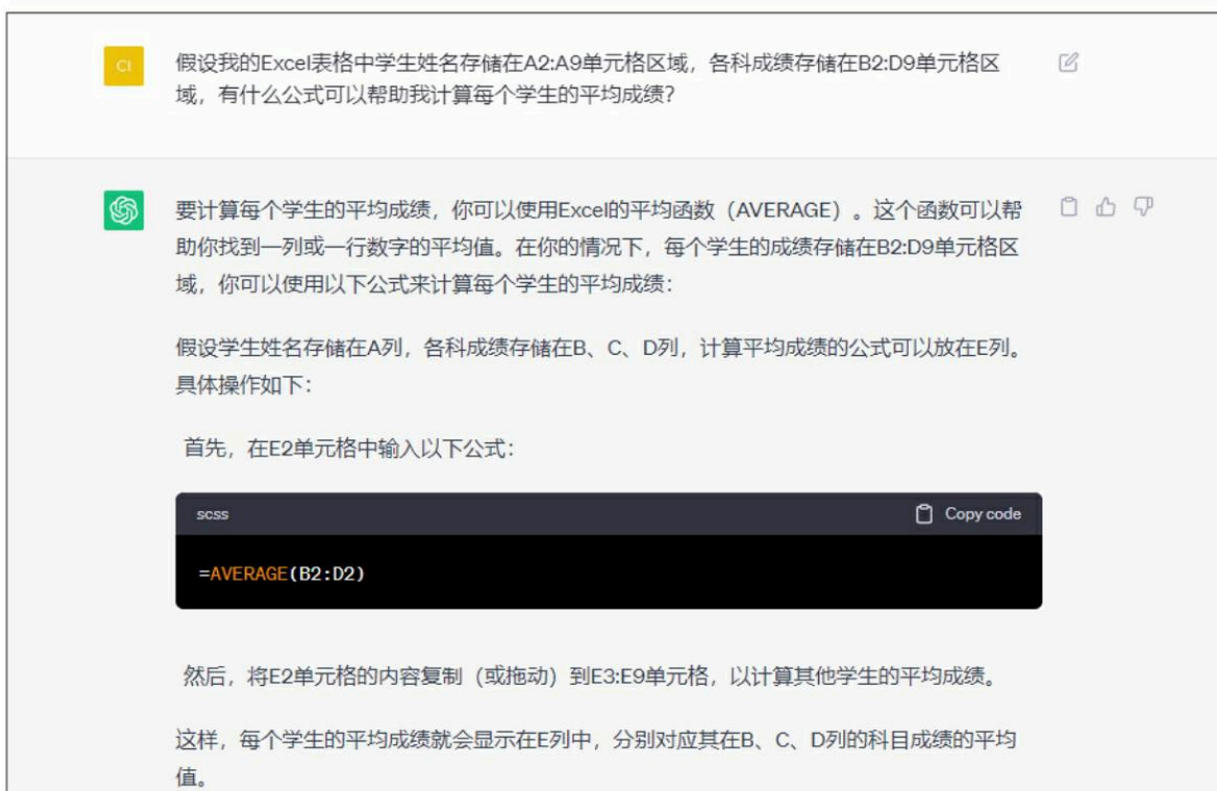 CI
假设我的Excel表格中学生姓名存储在A2:A9单元格区域，各科成绩存储在B2:D9单元格区
域，有什么公式可以帮助我计算每个学生的平均成绩？
要计算每个学生的平均成绩，你可以使用Excel的平均函数（AVERAGE）。这个函数可以帮
助你找到一列或一行数字的平均值。在你的情况下，每个学生的成绩存储在B2:D9单元格区
域，你可以使用以下公式来计算每个学生的平均成绩：
假设学生姓名存储在A列，各科成绩存储在B、C、D列，计算平均成绩的公式可以放在E列。
具体操作如下：
首先，在E2单元格中输入以下公式：
scss Copy code
=AVERAGE(B2:D2)
然后，将E2单元格的内容复制（或拖动）到E3:E9单元格，以计算其他学生的平均成绩。
这样，每个学生的平均成绩就会显示在E列中，分别对应其在B、C、D列的科目成绩的平均
值。